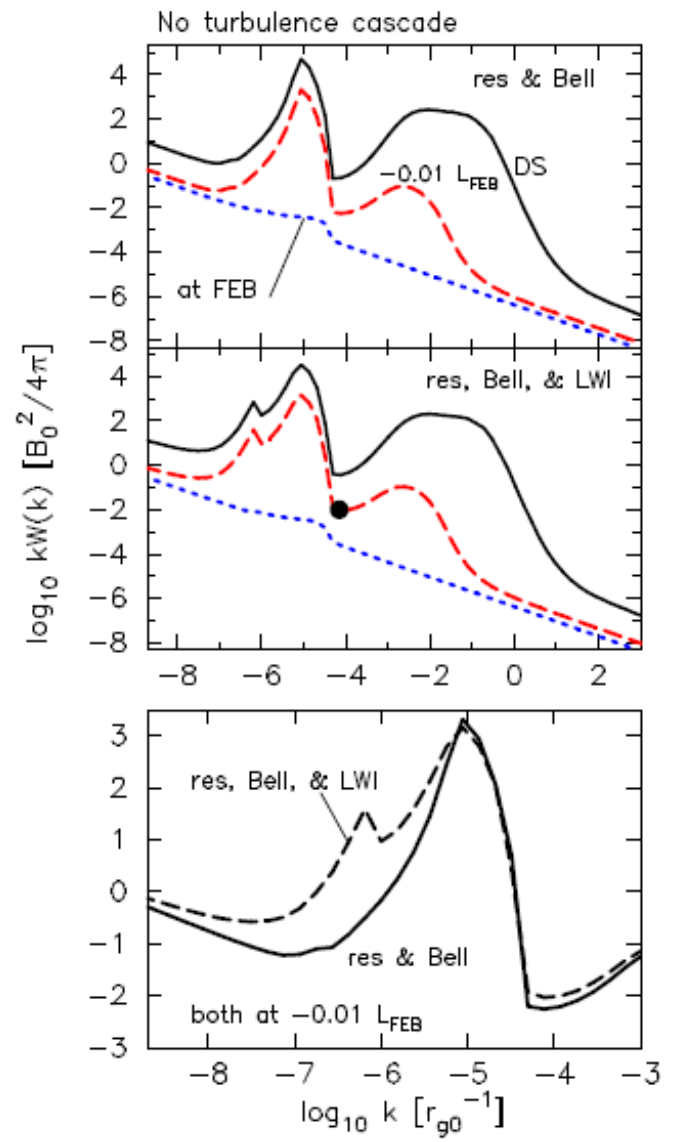 No turbulence cascade
4
2
0
−2
−4
−6
−8
res & Bell
DS
−0.01 L_FEB
at FEB
log₁₀ kW(k) [B₀²/4π]
4
2
0
−2
−4
−6
−8
res, Bell, & LWI
−8 −6 −4 −2 0 2
3
2
1
0
−1
−2
−3
res, Bell, & LWI
res & Bell
both at −0.01 L_FEB
−8 −7 −6 −5 −4 −3
log₁₀ k [r_g0⁻¹]